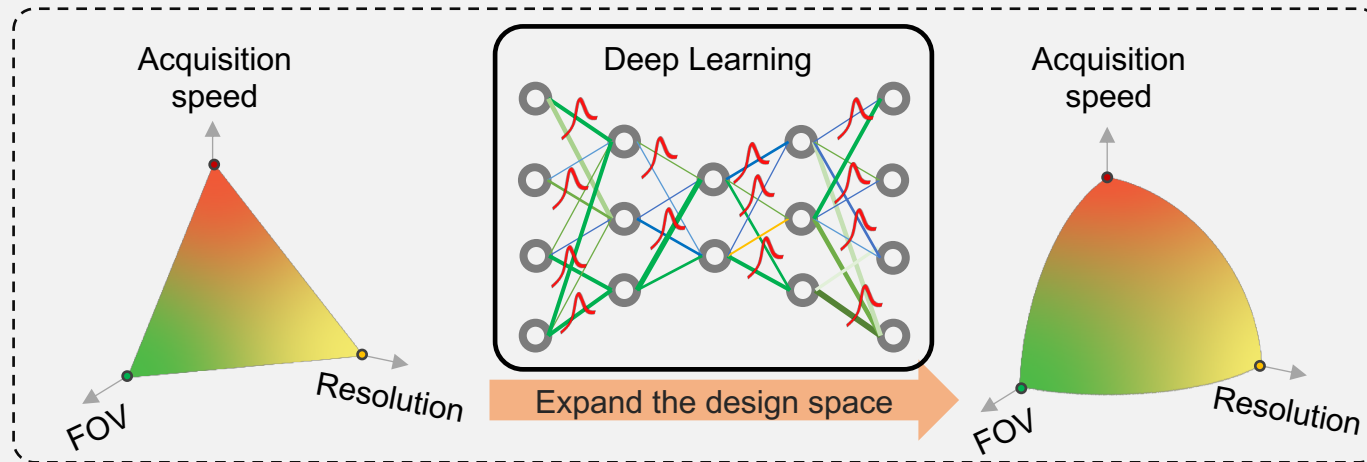 Acquisition
speed
FOV
Resolution
Deep Learning
Expand the design space
Acquisition
speed
FOV
Resolution